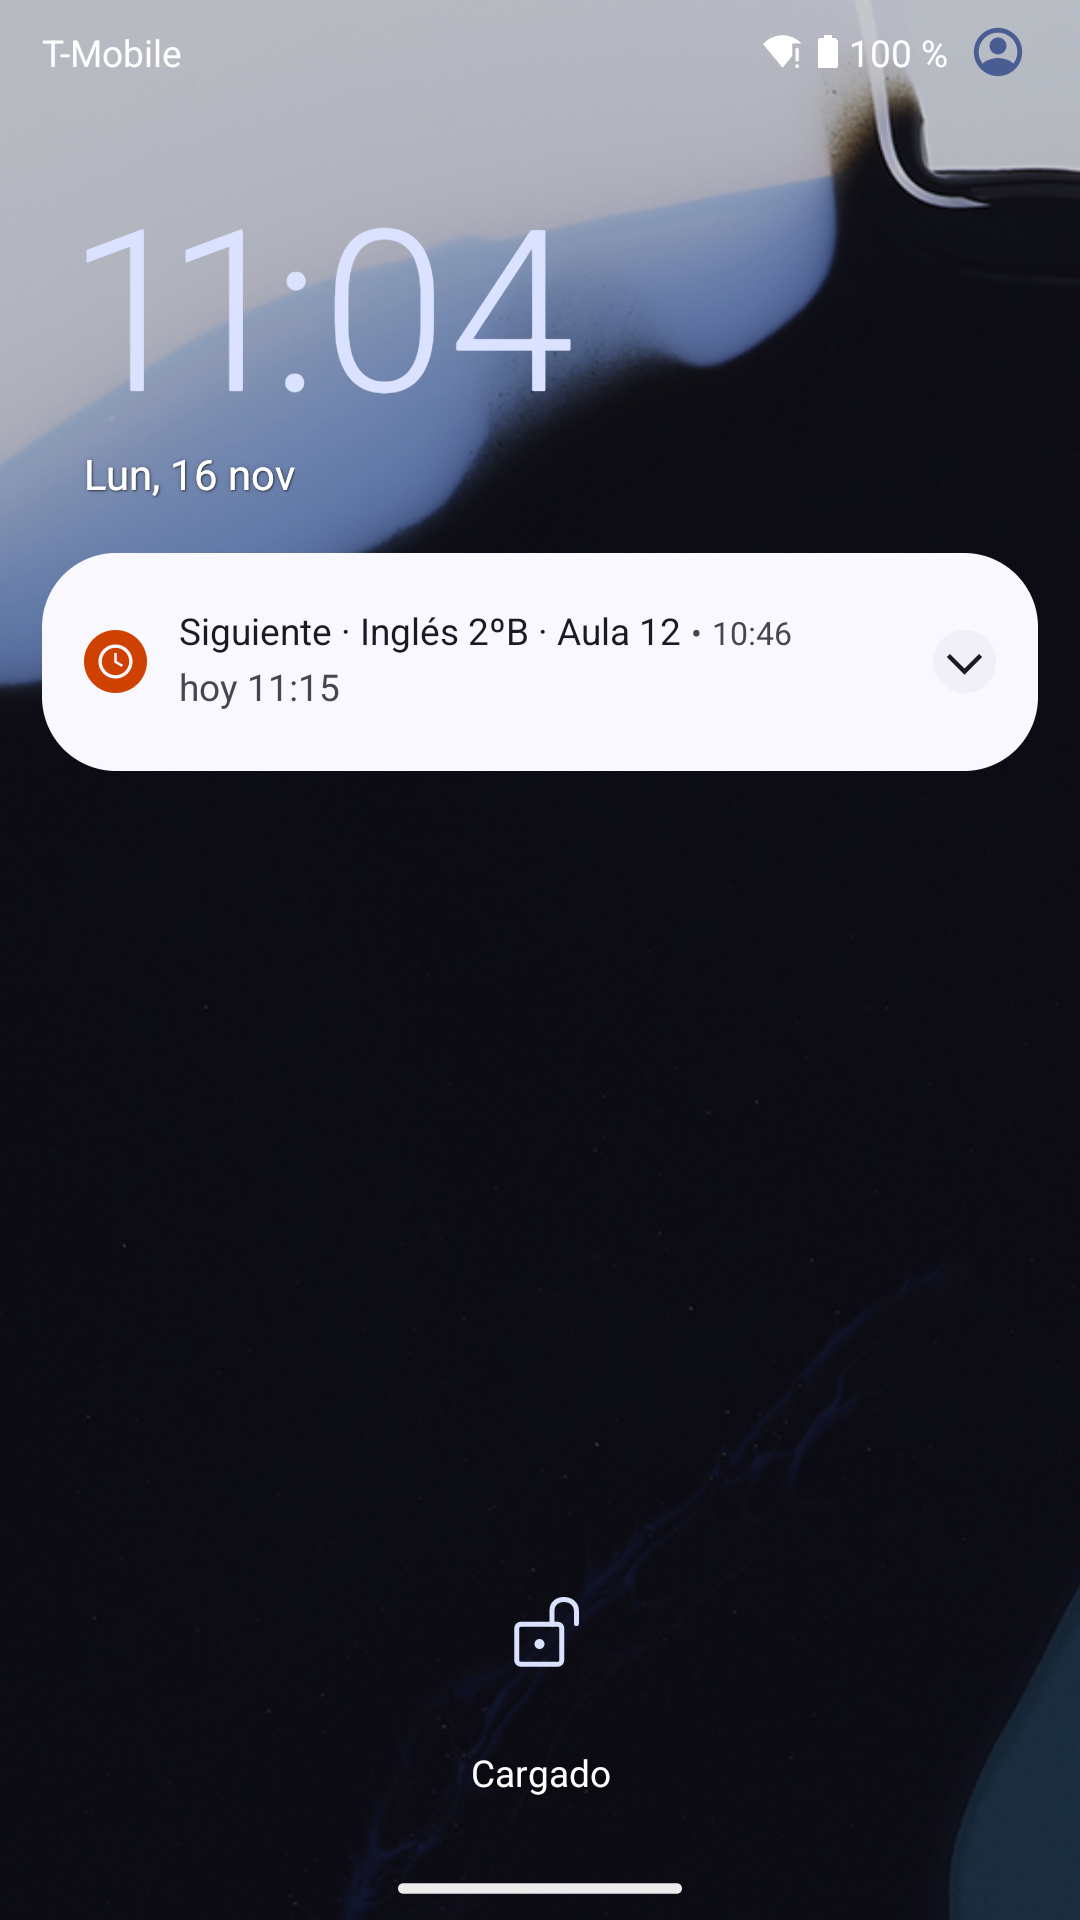 T-Mobile
100 %
11:04
Lun, 16 nov
Siguiente · Inglés 2ºB · Aula 12 • 10:46
hoy 11:15
Cargado